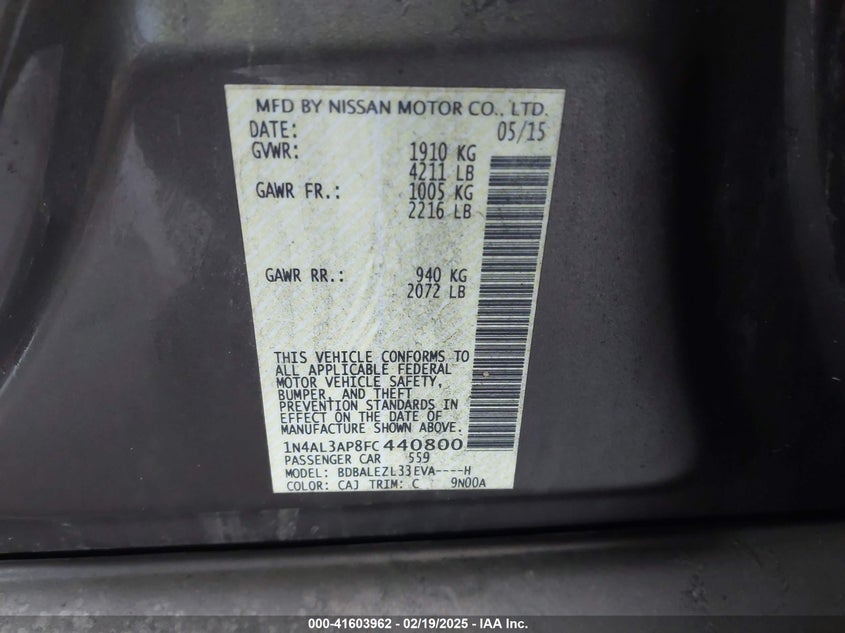 MFD BY NISSAN MOTOR CO., LTD.
DATE: 05/15
GVWR: 1910 KG
4211 LB
GAWR FR.: 1005 KG
2216 LB
GAWR RR.: 940 KG
2072 LB
THIS VEHICLE CONFORMS TO
ALL APPLICABLE FEDERAL
MOTOR VEHICLE SAFETY,
BUMPER, AND THEFT
PREVENTION STANDARDS IN
EFFECT ON THE DATE OF
MANUFACTURE SHOWN ABOVE.
1N4AL3AP8FC440800
PASSENGER CAR 559
MODEL: BDBALEZL33EVA----H
COLOR: CAJ TRIM: C 9N00A
000-41603962 - 02/19/2025 - IAA Inc.